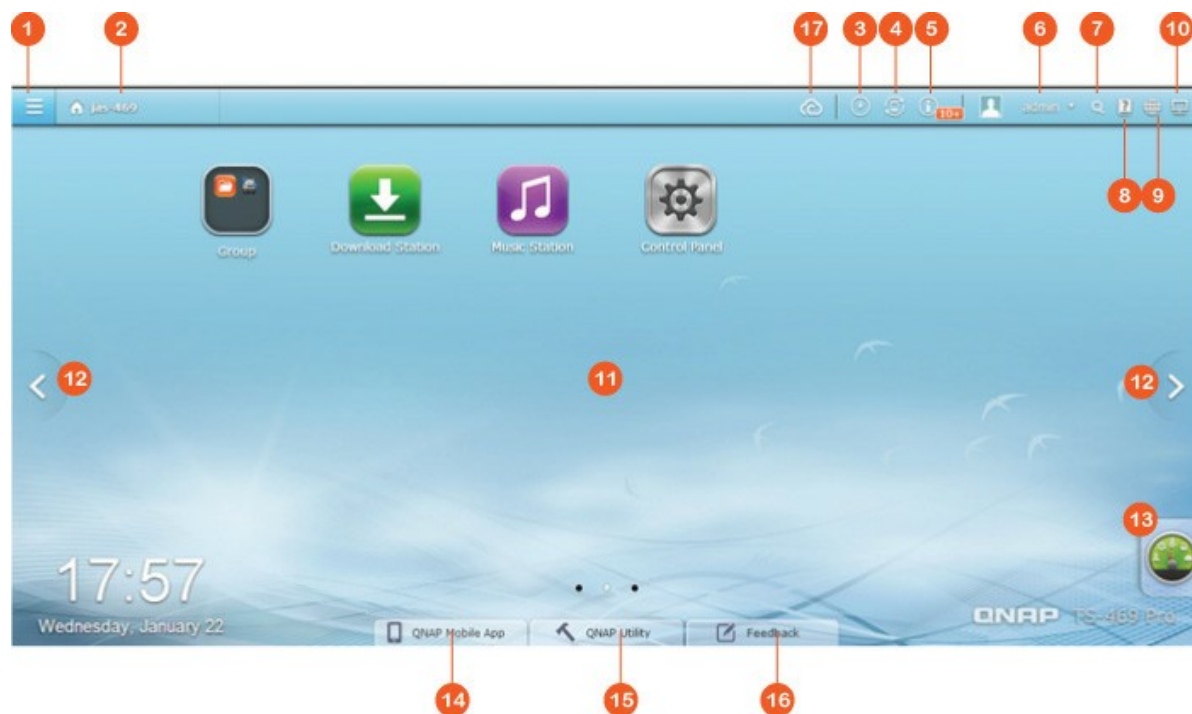 1 2 17 3 4 5 6 7 10
jas-469 10+ admin
8 9
Group Download Station Music Station Control Panel
12 11 12
13
17:57
Wednesday, January 22
QNAP TS-469 Pro
QNAP Mobile App QNAP Utility Feedback
14 15 16